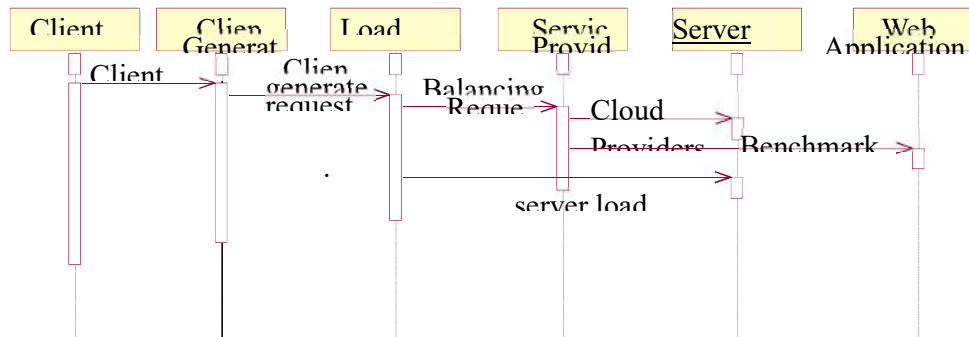 Client
Clien
Generat
Load
Servic
Provid
Server
Web
Application
Client
Clien
generate
request
Balancing
Reque
Cloud
Providers
Benchmark
server load